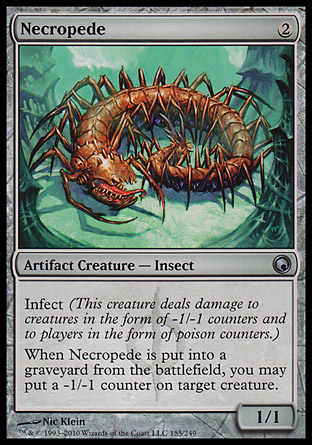 Necropede 2
Artifact Creature — Insect
Infect (This creature deals damage to
creatures in the form of -1/-1 counters and
to players in the form of poison counters.)
When Necropede is put into a
graveyard from the battlefield, you may
put a -1/-1 counter on target creature.
Nic Klein
™ & © 1993–2010 Wizards of the Coast LLC 185/249
1/1